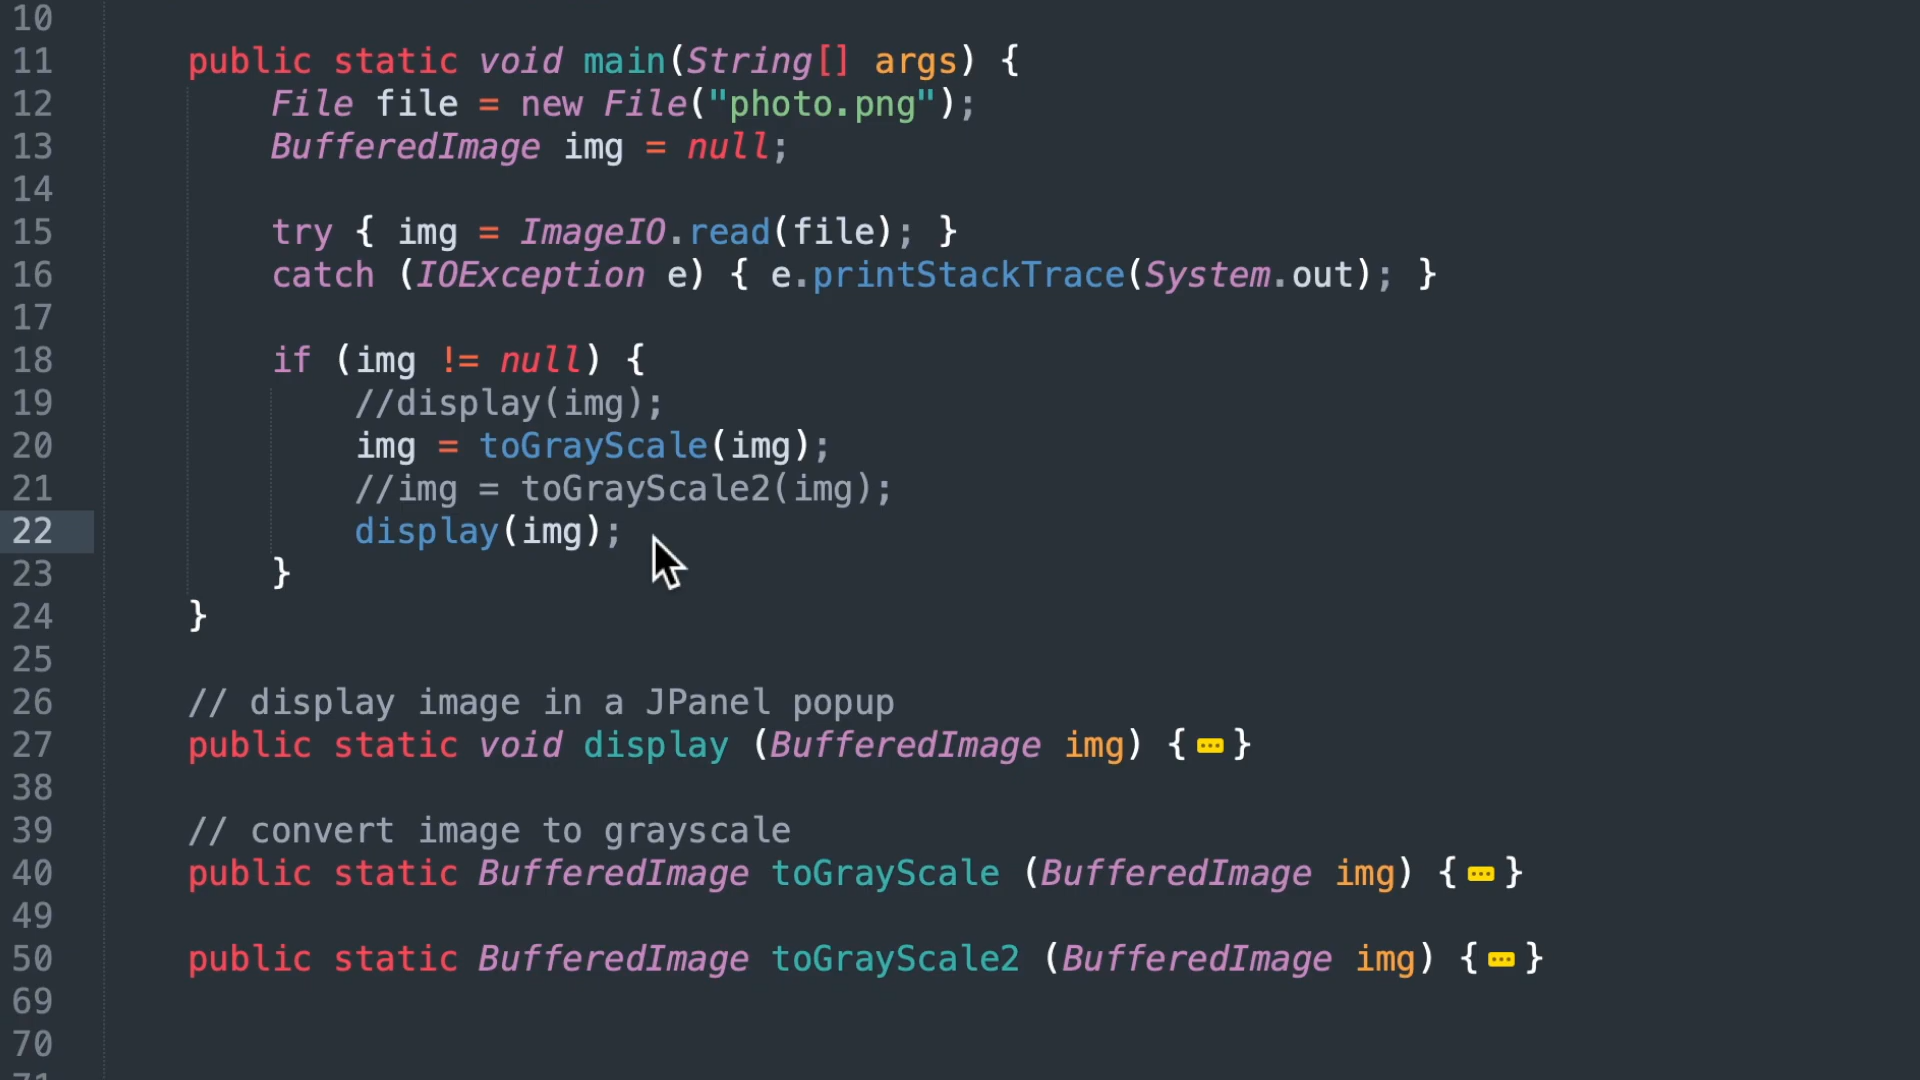 10
11 public static void main(String[] args) {
12 File file = new File("photo.png");
13 BufferedImage img = null;
14
15 try { img = ImageIO.read(file); }
16 catch (IOException e) { e.printStackTrace(System.out); }
17
18 if (img != null) {
19 //display(img);
20 img = toGrayScale(img);
21 //img = toGrayScale2(img);
22 display(img);
23 }
24 }
25
26 // display image in a JPanel popup
27 public static void display (BufferedImage img) {…}
38
39 // convert image to grayscale
40 public static BufferedImage toGrayScale (BufferedImage img) {…}
49
50 public static BufferedImage toGrayScale2 (BufferedImage img) {…}
69
70
71